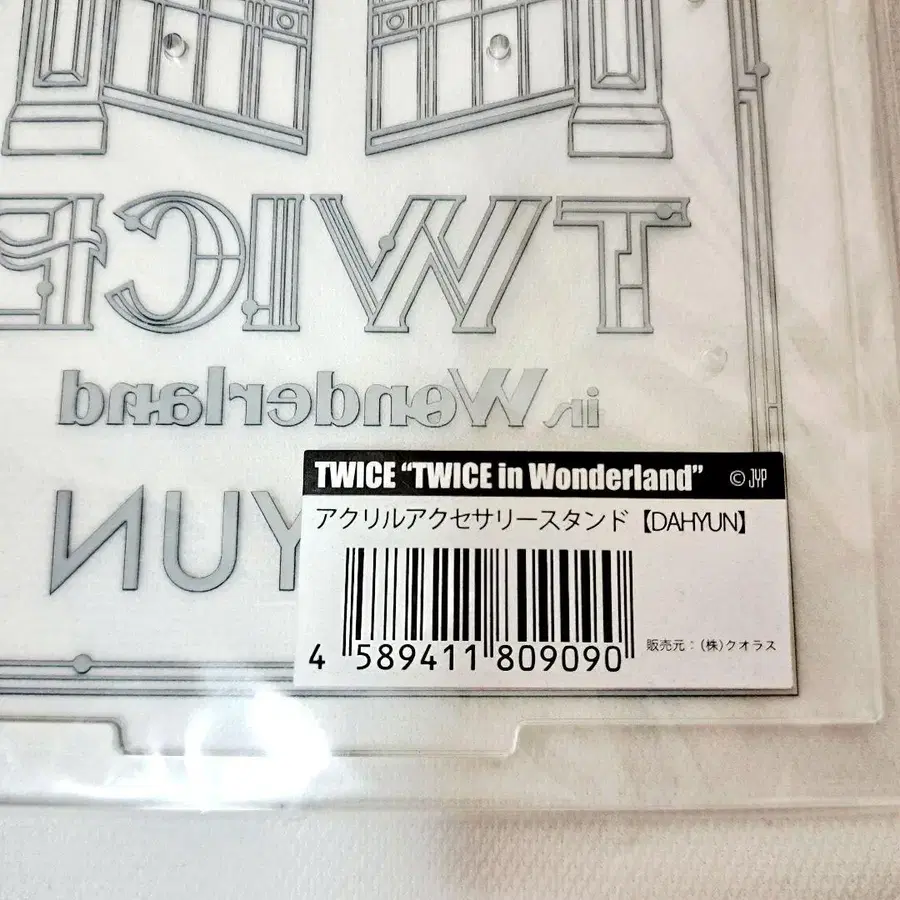 TWICE
in Wonderland
YUN
TWICE “TWICE in Wonderland” © JYP
アクリルアクセサリースタンド【DAHYUN】
4 589411 809090
販売元：(株)クオラス